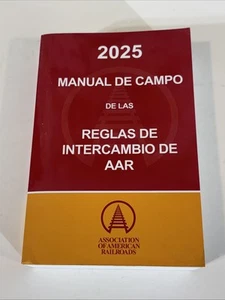 2025
MANUAL DE CAMPO
DE LAS
REGLAS DE
INTERCAMBIO DE
AAR
ASSOCIATION
OF AMERICAN
RAILROADS